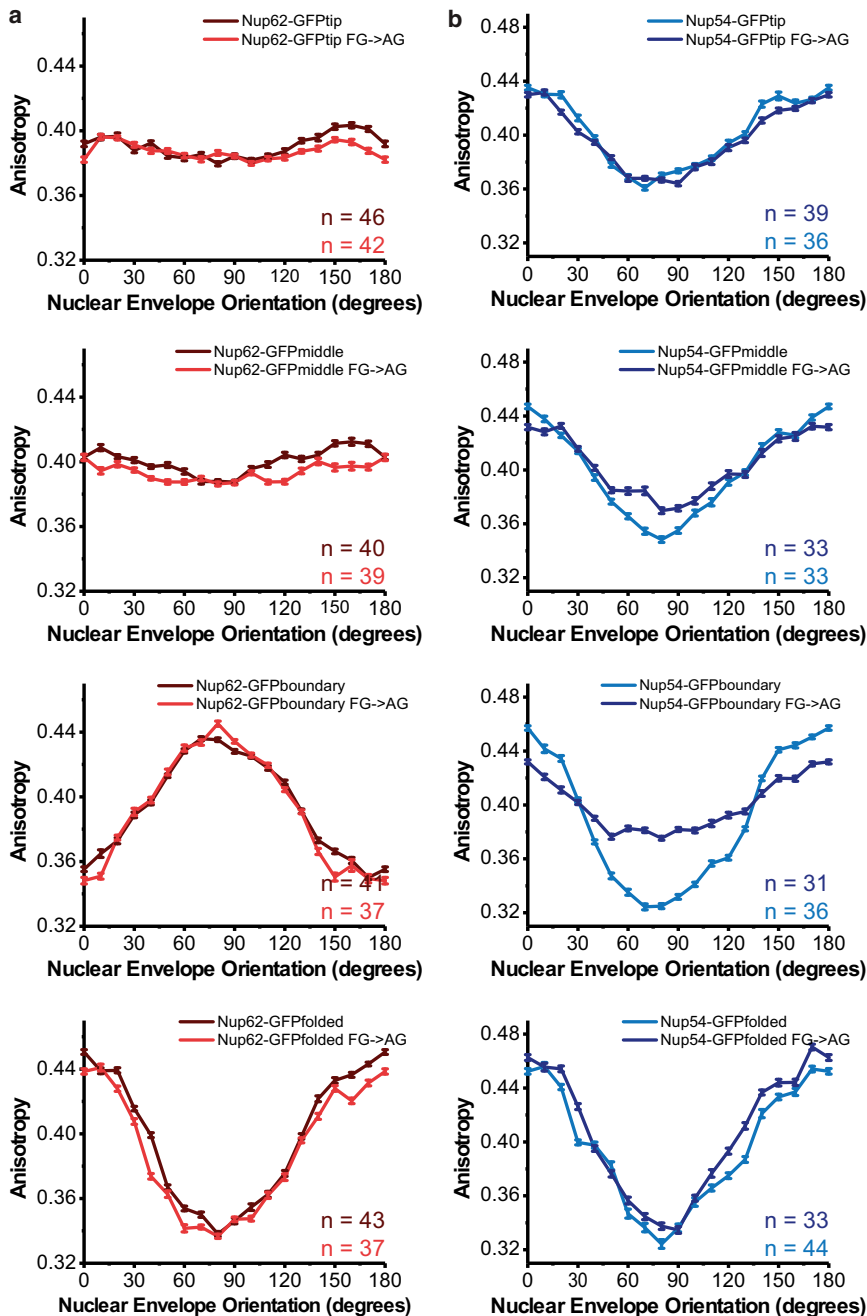 a
Nup62-GFPtip
Nup62-GFPtip FG->AG
Anisotropy
0.44
0.40
0.36
0.32
n = 46
n = 42
0 30 60 90 120 150 180
Nuclear Envelope Orientation (degrees)
Nup62-GFPmiddle
Nup62-GFPmiddle FG->AG
Anisotropy
0.44
0.40
0.36
0.32
n = 40
n = 39
0 30 60 90 120 150 180
Nuclear Envelope Orientation (degrees)
Nup62-GFPboundary
Nup62-GFPboundary FG->AG
Anisotropy
0.44
0.40
0.36
0.32
n = 41
n = 37
0 30 60 90 120 150 180
Nuclear Envelope Orientation (degrees)
Nup62-GFPfolded
Nup62-GFPfolded FG->AG
Anisotropy
0.44
0.40
0.36
0.32
n = 43
n = 37
0 30 60 90 120 150 180
Nuclear Envelope Orientation (degrees)
b
Nup54-GFPtip
Nup54-GFPtip FG->AG
Anisotropy
0.48
0.44
0.40
0.36
0.32
n = 39
n = 36
0 30 60 90 120 150 180
Nuclear Envelope Orientation (degrees)
Nup54-GFPmiddle
Nup54-GFPmiddle FG->AG
Anisotropy
0.48
0.44
0.40
0.36
0.32
n = 33
n = 33
0 30 60 90 120 150 180
Nuclear Envelope Orientation (degrees)
Nup54-GFPboundary
Nup54-GFPboundary FG->AG
Anisotropy
0.48
0.44
0.40
0.36
0.32
n = 31
n = 36
0 30 60 90 120 150 180
Nuclear Envelope Orientation (degrees)
Nup54-GFPfolded
Nup54-GFPfolded FG->AG
Anisotropy
0.48
0.44
0.40
0.36
0.32
n = 33
n = 44
0 30 60 90 120 150 180
Nuclear Envelope Orientation (degrees)